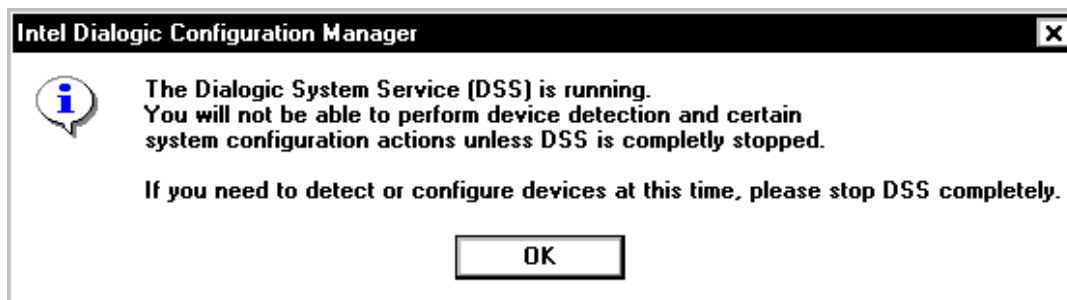 Intel Dialogic Configuration Manager
The Dialogic System Service (DSS) is running.
You will not be able to perform device detection and certain
system configuration actions unless DSS is completly stopped.
If you need to detect or configure devices at this time, please stop DSS completely.
OK